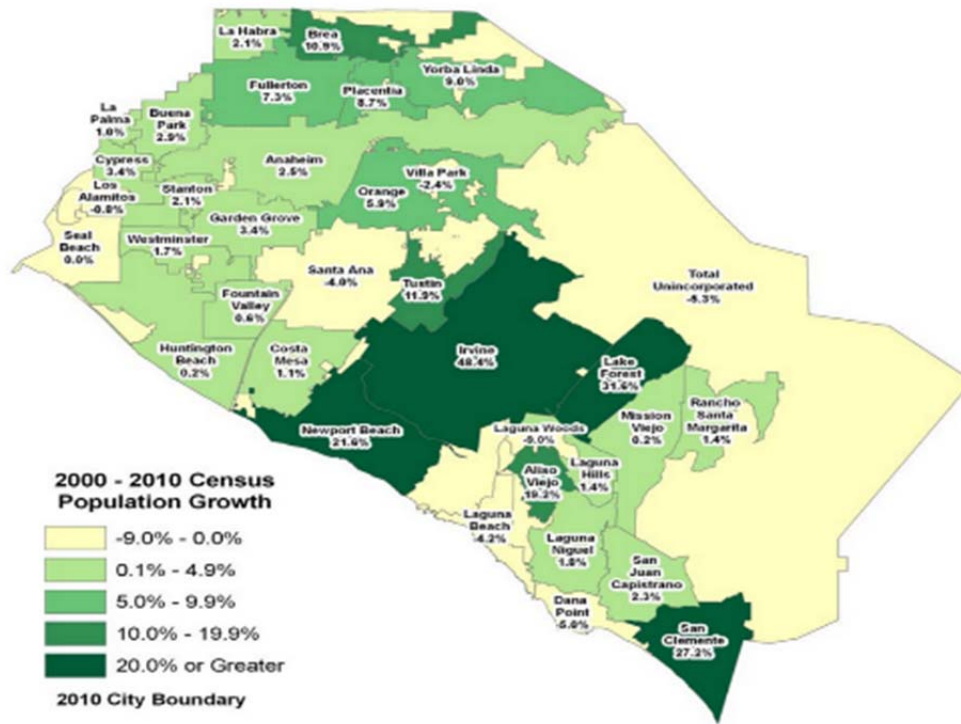 La Habra
2.1%
Brea
10.9%
Yorba Linda
9.0%
Fullerton
7.3%
Placentia
8.7%
La
Palma
1.0%
Buena
Park
2.9%
Cypress
3.4%
Anaheim
2.5%
Villa Park
-2.4%
Los
Alamitos
-0.8%
Stanton
2.1%
Orange
5.9%
Garden Grove
3.4%
Seal
Beach
0.0%
Westminster
1.7%
Santa Ana
-4.0%
Tustin
11.9%
Total
Unincorporated
Fountain
Valley
0.6%
Huntington
Beach
0.2%
Costa
Mesa
1.1%
Irvine
48.4%
Lake
Forest
31.6%
Mission
Viejo
0.2%
Rancho
Santa
Margarita
1.4%
Newport Beach
21.6%
Laguna Woods
-9.0%
Aliso
Viejo
19.2%
Laguna
Hills
1.4%
Laguna
Beach
-4.2%
Laguna
Niguel
1.8%
San
Juan
Capistrano
2.3%
Dana
Point
-5.0%
San
Clemente
27.2%
2000 - 2010 Census
Population Growth
-9.0% - 0.0%
0.1% - 4.9%
5.0% - 9.9%
10.0% - 19.9%
20.0% or Greater
2010 City Boundary